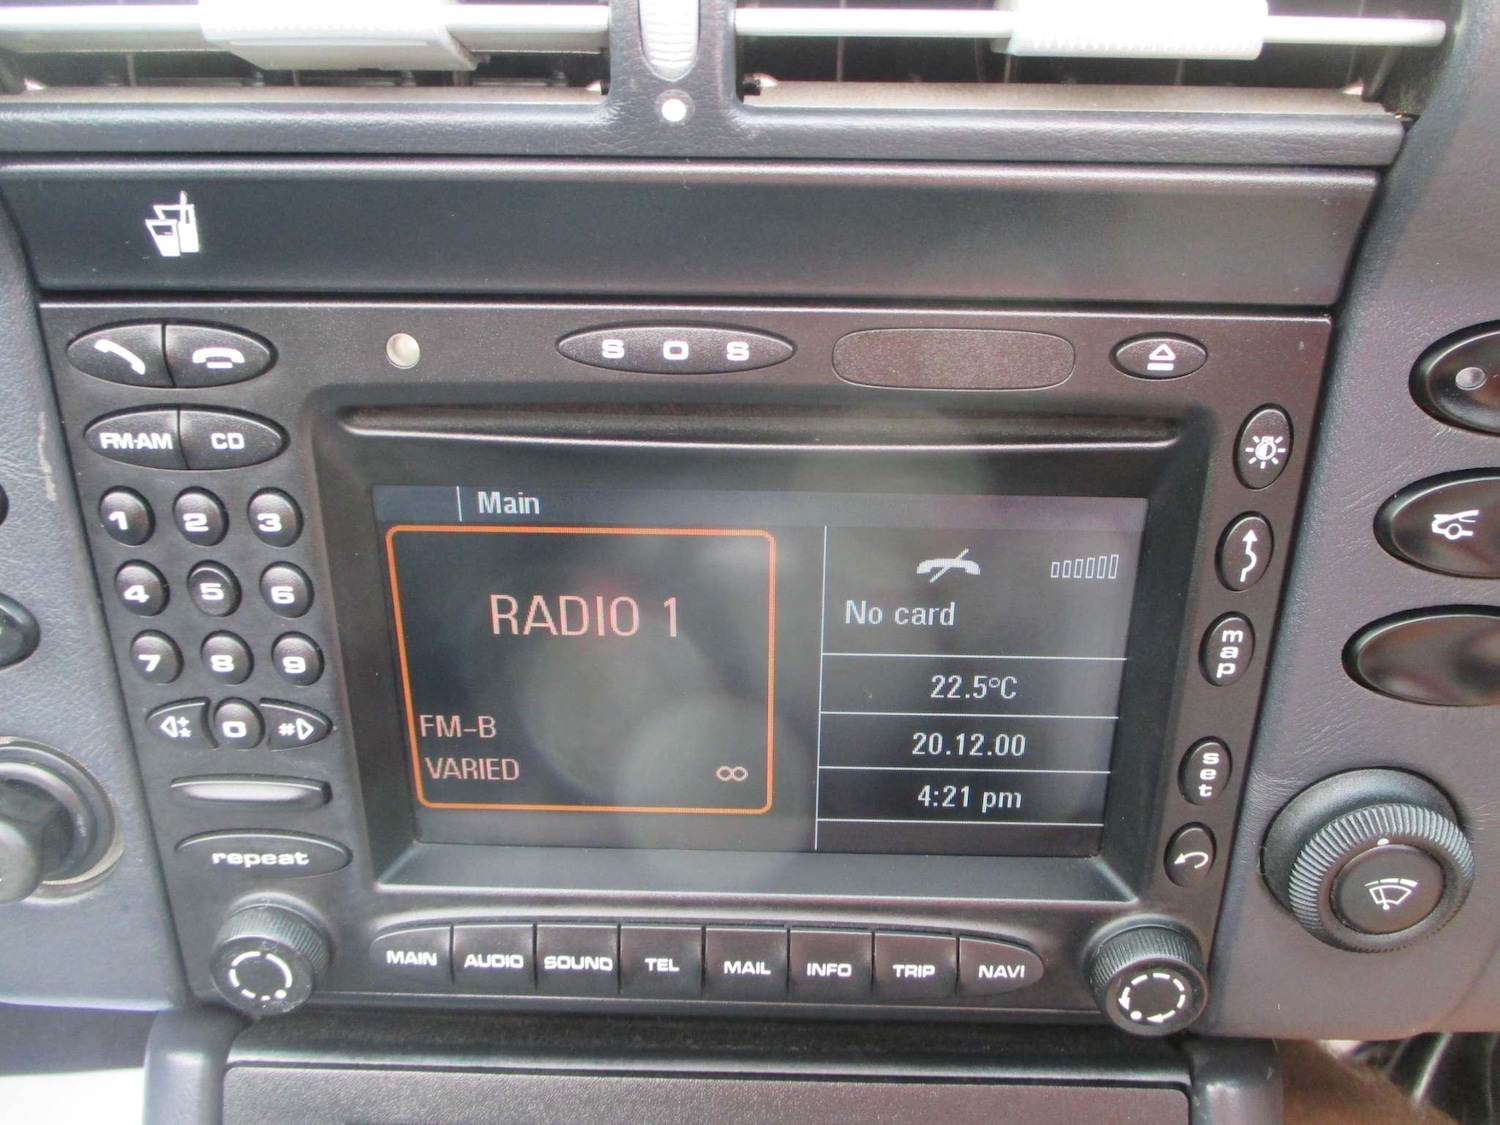 SOS
FM·AM CD
1 2 3
4 5 6
7 8 9
0 #
repeat
Main
RADIO 1
FM-B
VARIED ∞
No card
22.5°C
20.12.00
4:21 pm
map
set
MAIN AUDIO SOUND TEL MAIL INFO TRIP NAVI